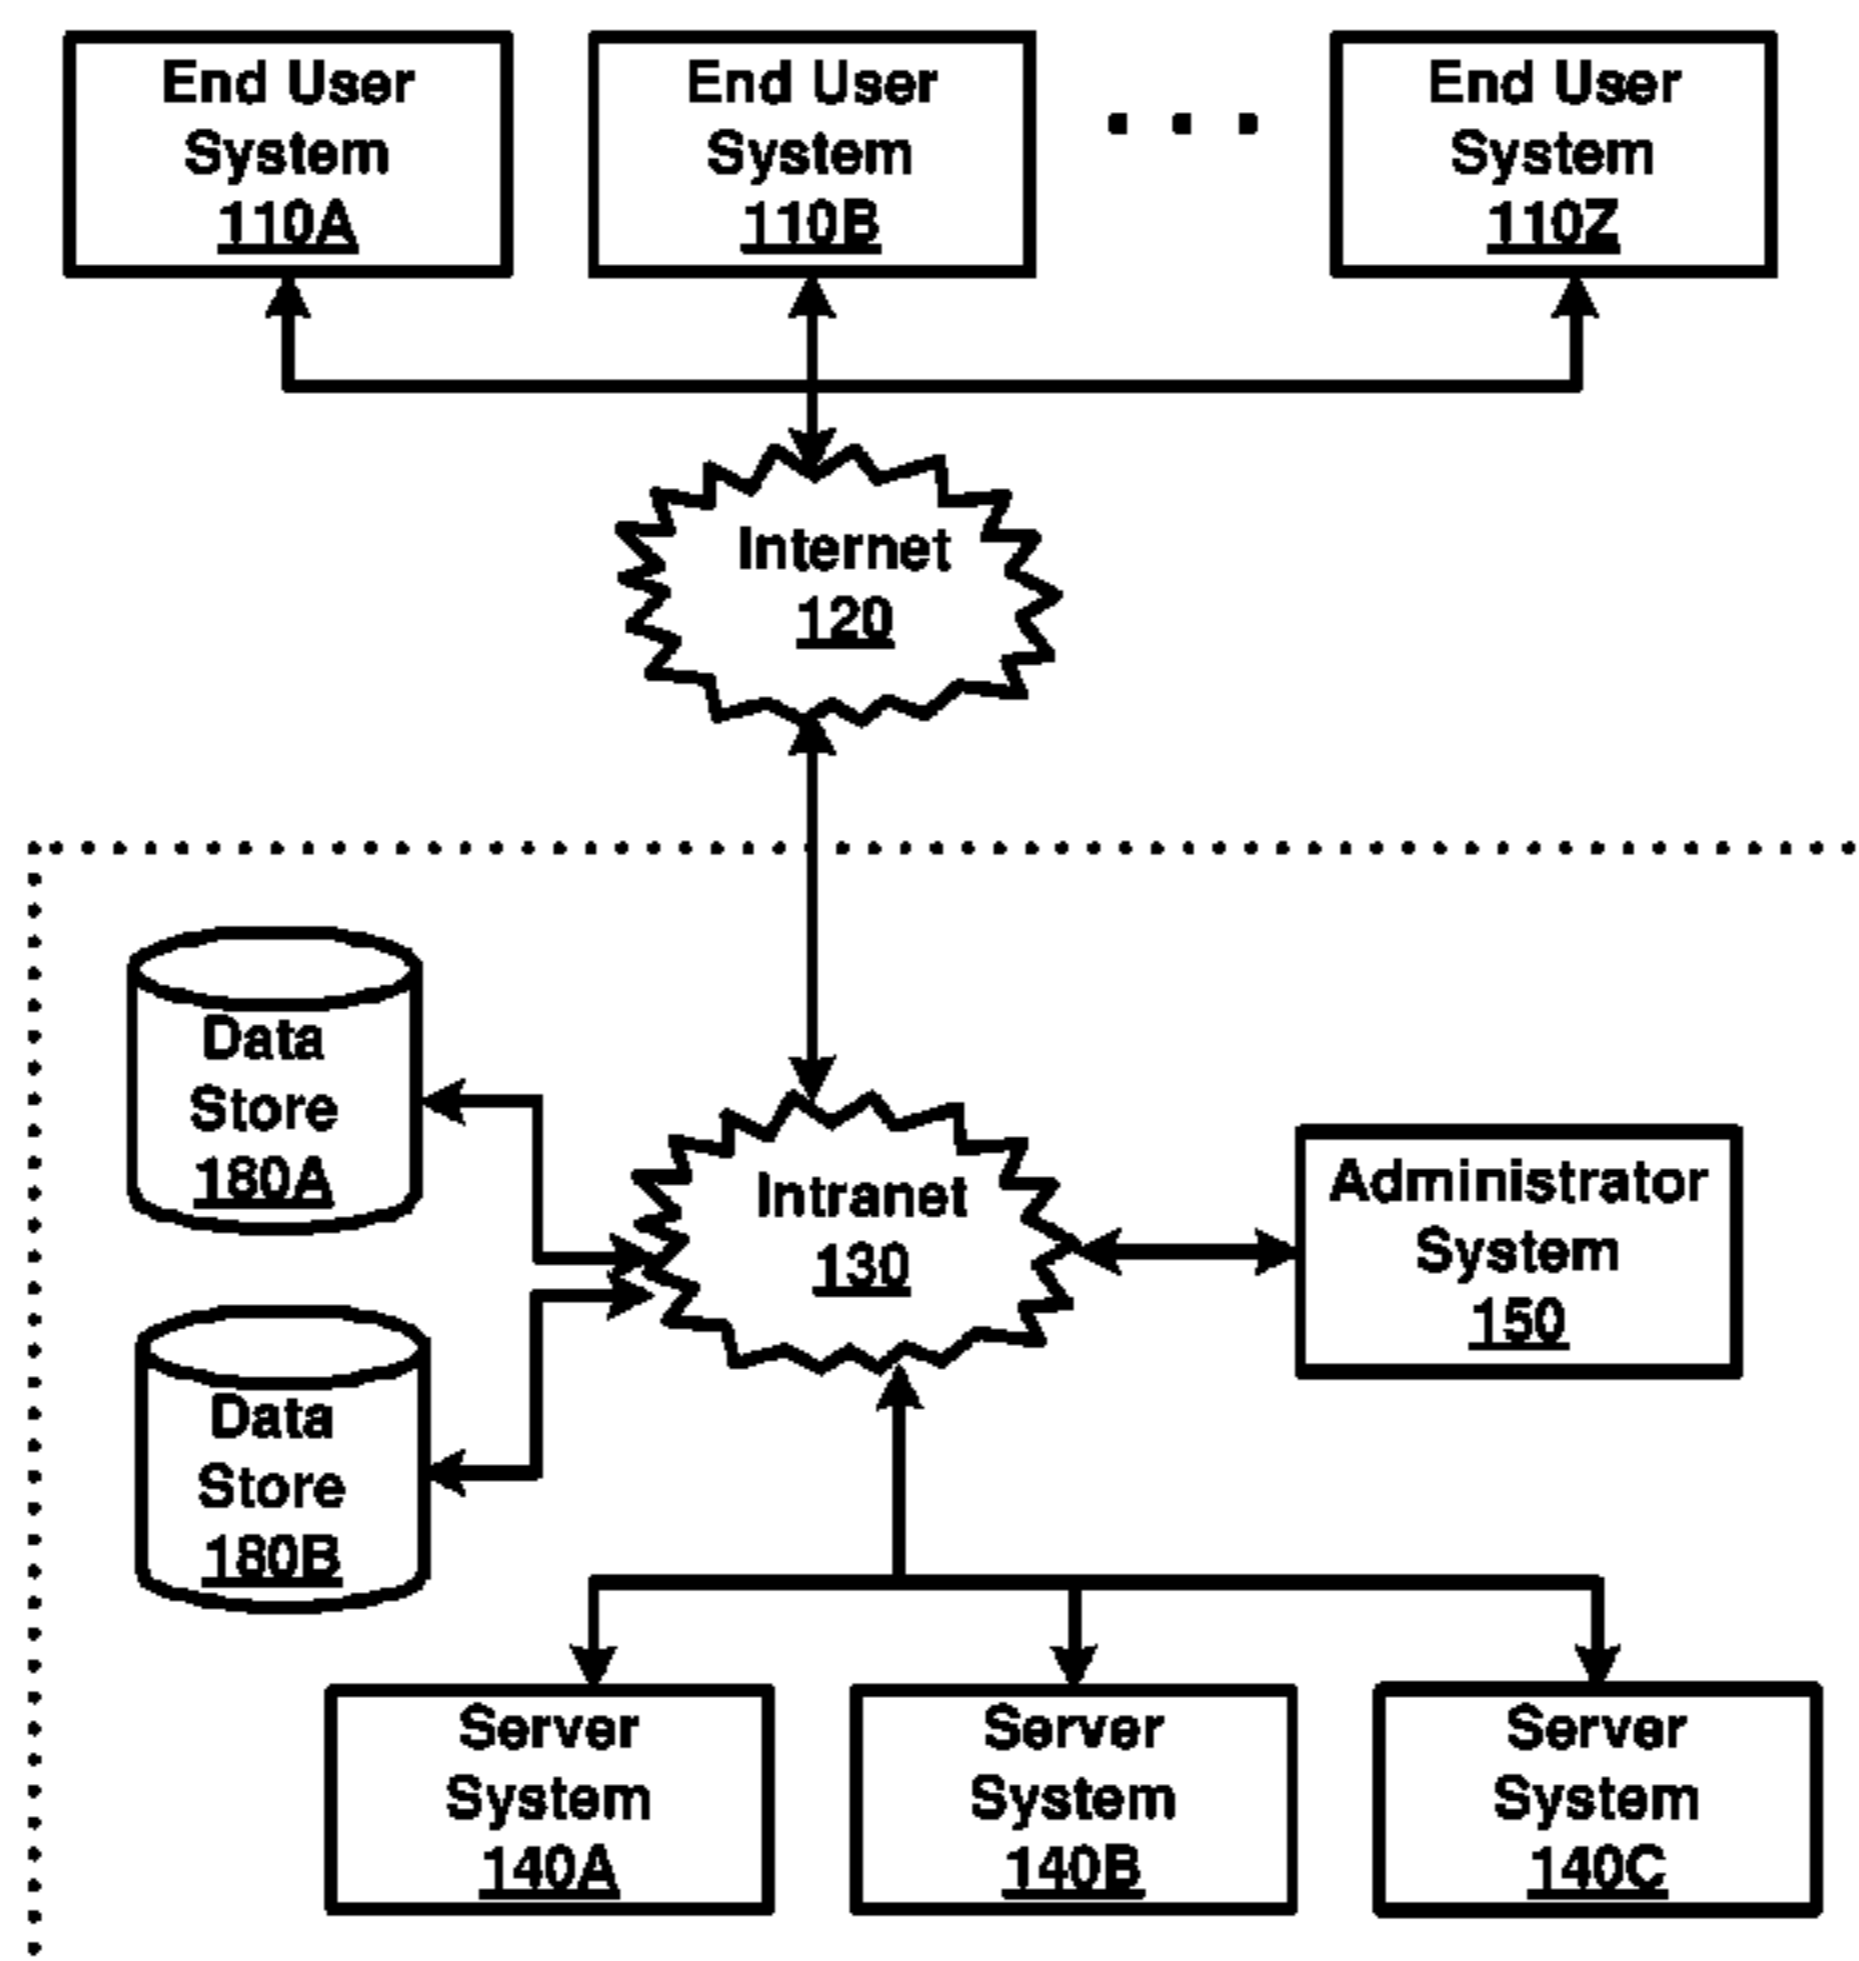 End User
System
110A
End User
System
110B
. . .
End User
System
110Z
Internet
120
Data
Store
180A
Intranet
130
Administrator
System
150
Data
Store
180B
Server
System
140A
Server
System
140B
Server
System
140C